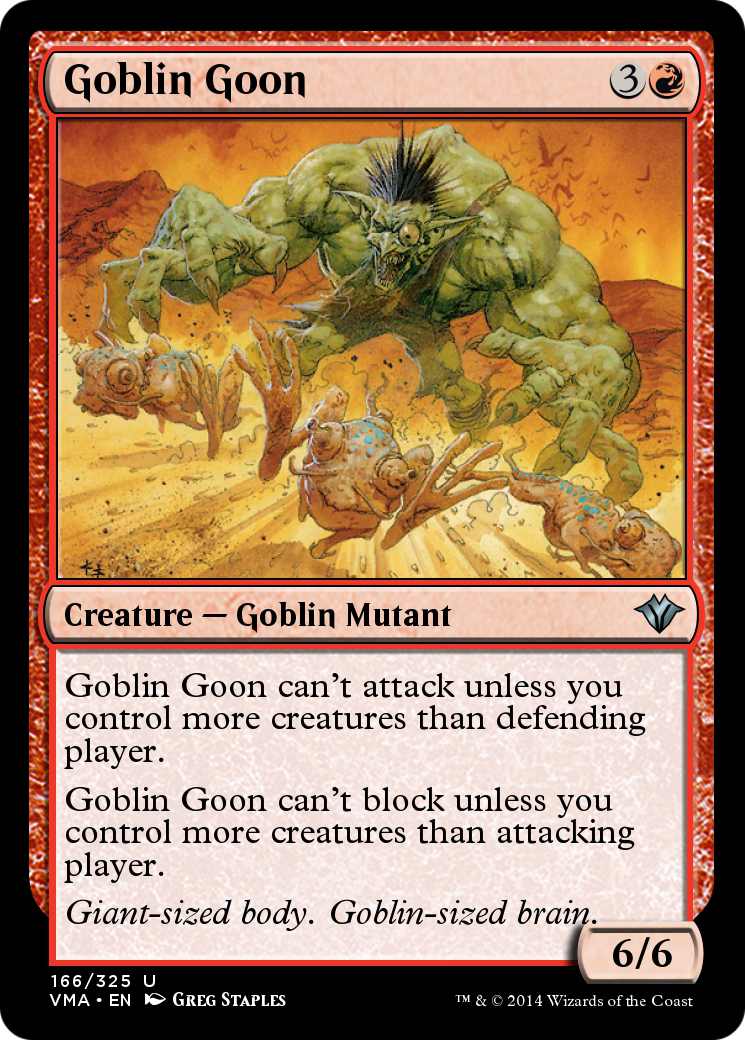 Goblin Goon 3
Creature — Goblin Mutant
Goblin Goon can't attack unless you
control more creatures than defending
player.
Goblin Goon can't block unless you
control more creatures than attacking
player.
Giant-sized body. Goblin-sized brain.
6/6
166/325 U
VMA • EN Greg Staples
™ & © 2014 Wizards of the Coast